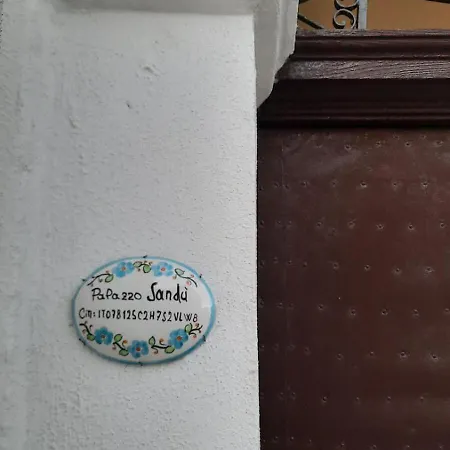 Palazzo Sandù
Cin: IT078125C2H7S2VLW8